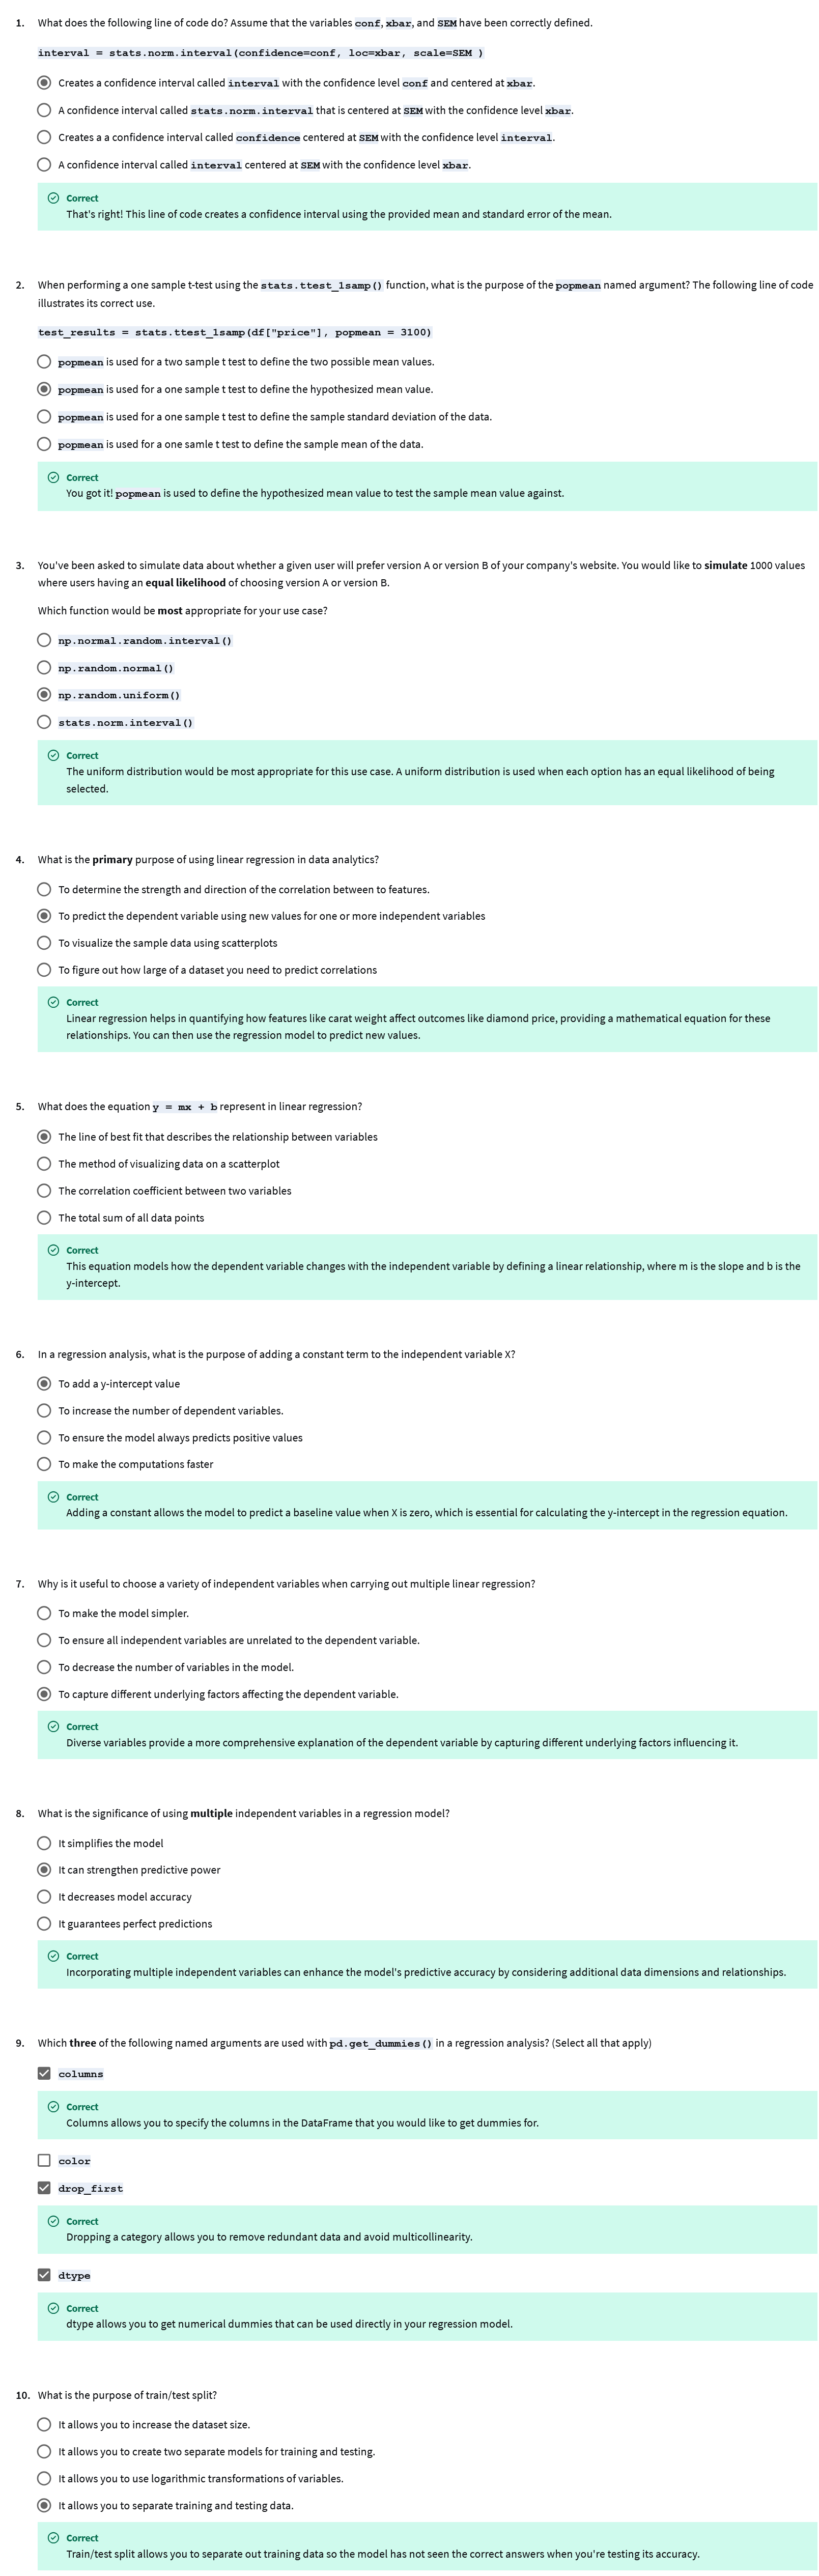 1. What does the following line of code do? Assume that the variables conf, xbar, and SEM have been correctly defined.
interval = stats.norm.interval(confidence=conf, loc=xbar, scale=SEM )
Creates a confidence interval called interval with the confidence level conf and centered at xbar.
A confidence interval called stats.norm.interval that is centered at SEM with the confidence level xbar.
Creates a a confidence interval called confidence centered at SEM with the confidence level interval.
A confidence interval called interval centered at SEM with the confidence level xbar.
Correct
That's right! This line of code creates a confidence interval using the provided mean and standard error of the mean.
2. When performing a one sample t-test using the stats.ttest_1samp() function, what is the purpose of the popmean named argument? The following line of code
illustrates its correct use.
test_results = stats.ttest_1samp(df["price"], popmean = 3100)
popmean is used for a two sample t test to define the two possible mean values.
popmean is used for a one sample t test to define the hypothesized mean value.
popmean is used for a one sample t test to define the sample standard deviation of the data.
popmean is used for a one samle t test to define the sample mean of the data.
Correct
You got it! popmean is used to define the hypothesized mean value to test the sample mean value against.
3. You've been asked to simulate data about whether a given user will prefer version A or version B of your company's website. You would like to simulate 1000 values
where users having an equal likelihood of choosing version A or version B.
Which function would be most appropriate for your use case?
np.normal.random.interval()
np.random.normal()
np.random.uniform()
stats.norm.interval()
Correct
The uniform distribution would be most appropriate for this use case. A uniform distribution is used when each option has an equal likelihood of being
selected.
4. What is the primary purpose of using linear regression in data analytics?
To determine the strength and direction of the correlation between to features.
To predict the dependent variable using new values for one or more independent variables
To visualize the sample data using scatterplots
To figure out how large of a dataset you need to predict correlations
Correct
Linear regression helps in quantifying how features like carat weight affect outcomes like diamond price, providing a mathematical equation for these
relationships. You can then use the regression model to predict new values.
5. What does the equation y = mx + b represent in linear regression?
The line of best fit that describes the relationship between variables
The method of visualizing data on a scatterplot
The correlation coefficient between two variables
The total sum of all data points
Correct
This equation models how the dependent variable changes with the independent variable by defining a linear relationship, where m is the slope and b is the
y-intercept.
6. In a regression analysis, what is the purpose of adding a constant term to the independent variable X?
To add a y-intercept value
To increase the number of dependent variables.
To ensure the model always predicts positive values
To make the computations faster
Correct
Adding a constant allows the model to predict a baseline value when X is zero, which is essential for calculating the y-intercept in the regression equation.
7. Why is it useful to choose a variety of independent variables when carrying out multiple linear regression?
To make the model simpler.
To ensure all independent variables are unrelated to the dependent variable.
To decrease the number of variables in the model.
To capture different underlying factors affecting the dependent variable.
Correct
Diverse variables provide a more comprehensive explanation of the dependent variable by capturing different underlying factors influencing it.
8. What is the significance of using multiple independent variables in a regression model?
It simplifies the model
It can strengthen predictive power
It decreases model accuracy
It guarantees perfect predictions
Correct
Incorporating multiple independent variables can enhance the model's predictive accuracy by considering additional data dimensions and relationships.
9. Which three of the following named arguments are used with pd.get_dummies() in a regression analysis? (Select all that apply)
columns
Correct
Columns allows you to specify the columns in the DataFrame that you would like to get dummies for.
color
drop_first
Correct
Dropping a category allows you to remove redundant data and avoid multicollinearity.
dtype
Correct
dtype allows you to get numerical dummies that can be used directly in your regression model.
10. What is the purpose of train/test split?
It allows you to increase the dataset size.
It allows you to create two separate models for training and testing.
It allows you to use logarithmic transformations of variables.
It allows you to separate training and testing data.
Correct
Train/test split allows you to separate out training data so the model has not seen the correct answers when you're testing its accuracy.